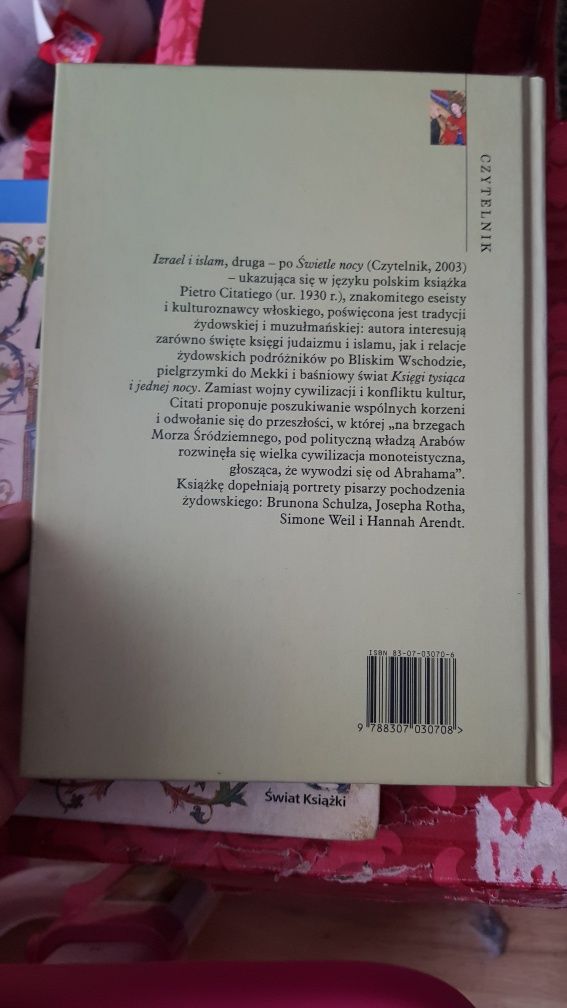 CZYTELNIK
Izrael i islam, druga – po Świetle nocy (Czytelnik, 2003)
– ukazująca się w języku polskim książka
Pietro Citatiego (ur. 1930 r.), znakomitego eseisty
i kulturoznawcy włoskiego, poświęcona jest tradycji
żydowskiej i muzułmańskiej: autora interesują
zarówno święte księgi judaizmu i islamu, jak i relacje
żydowskich podróżników po Bliskim Wschodzie,
pielgrzymki do Mekki i baśniowy świat Księgi tysiąca
i jednej nocy. Zamiast wojny cywilizacji i konfliktu kultur,
Citati proponuje poszukiwanie wspólnych korzeni
i odwołanie się do przeszłości, w której „na brzegach
Morza Śródziemnego, pod polityczną władzą Arabów
rozwinęła się wielka cywilizacja monoteistyczna,
głosząca, że wywodzi się od Abrahama”.
Książkę dopełniają portrety pisarzy pochodzenia
żydowskiego: Brunona Schulza, Josepha Rotha,
Simone Weil i Hannah Arendt.
ISBN 83-07-03070-6
9 788307 030708 >
Świat Książki